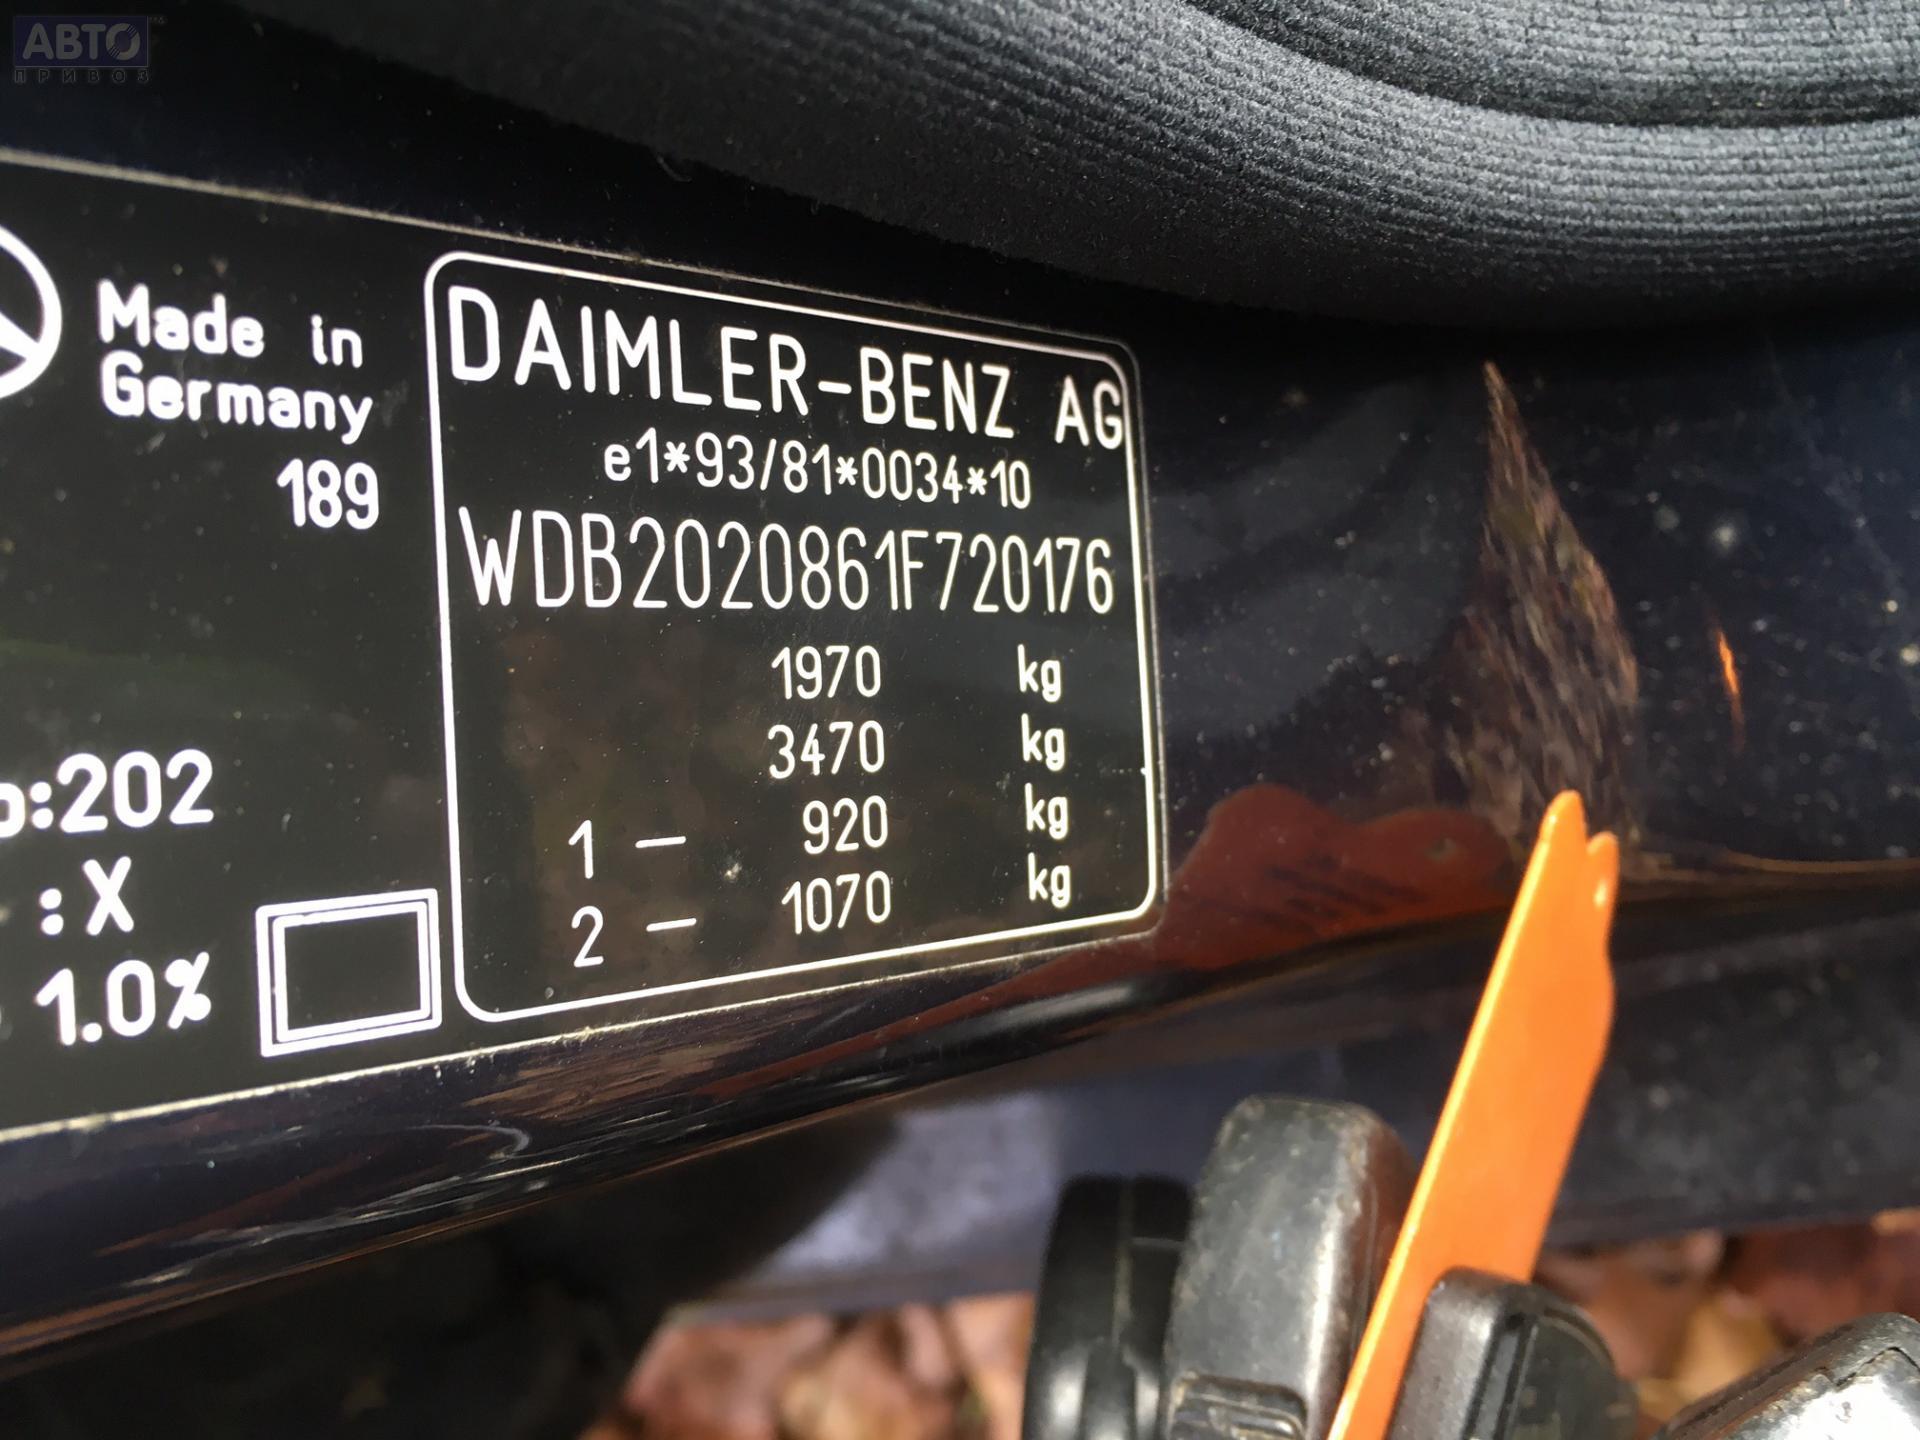 АВТО™
ПРИВОЗ
Made in
Germany
189
DAIMLER-BENZ AG
e1*93/81*0034*10
WDB2020861F720176
1970 kg
3470 kg
1 – 920 kg
2 – 1070 kg
:202
:X
1.0%